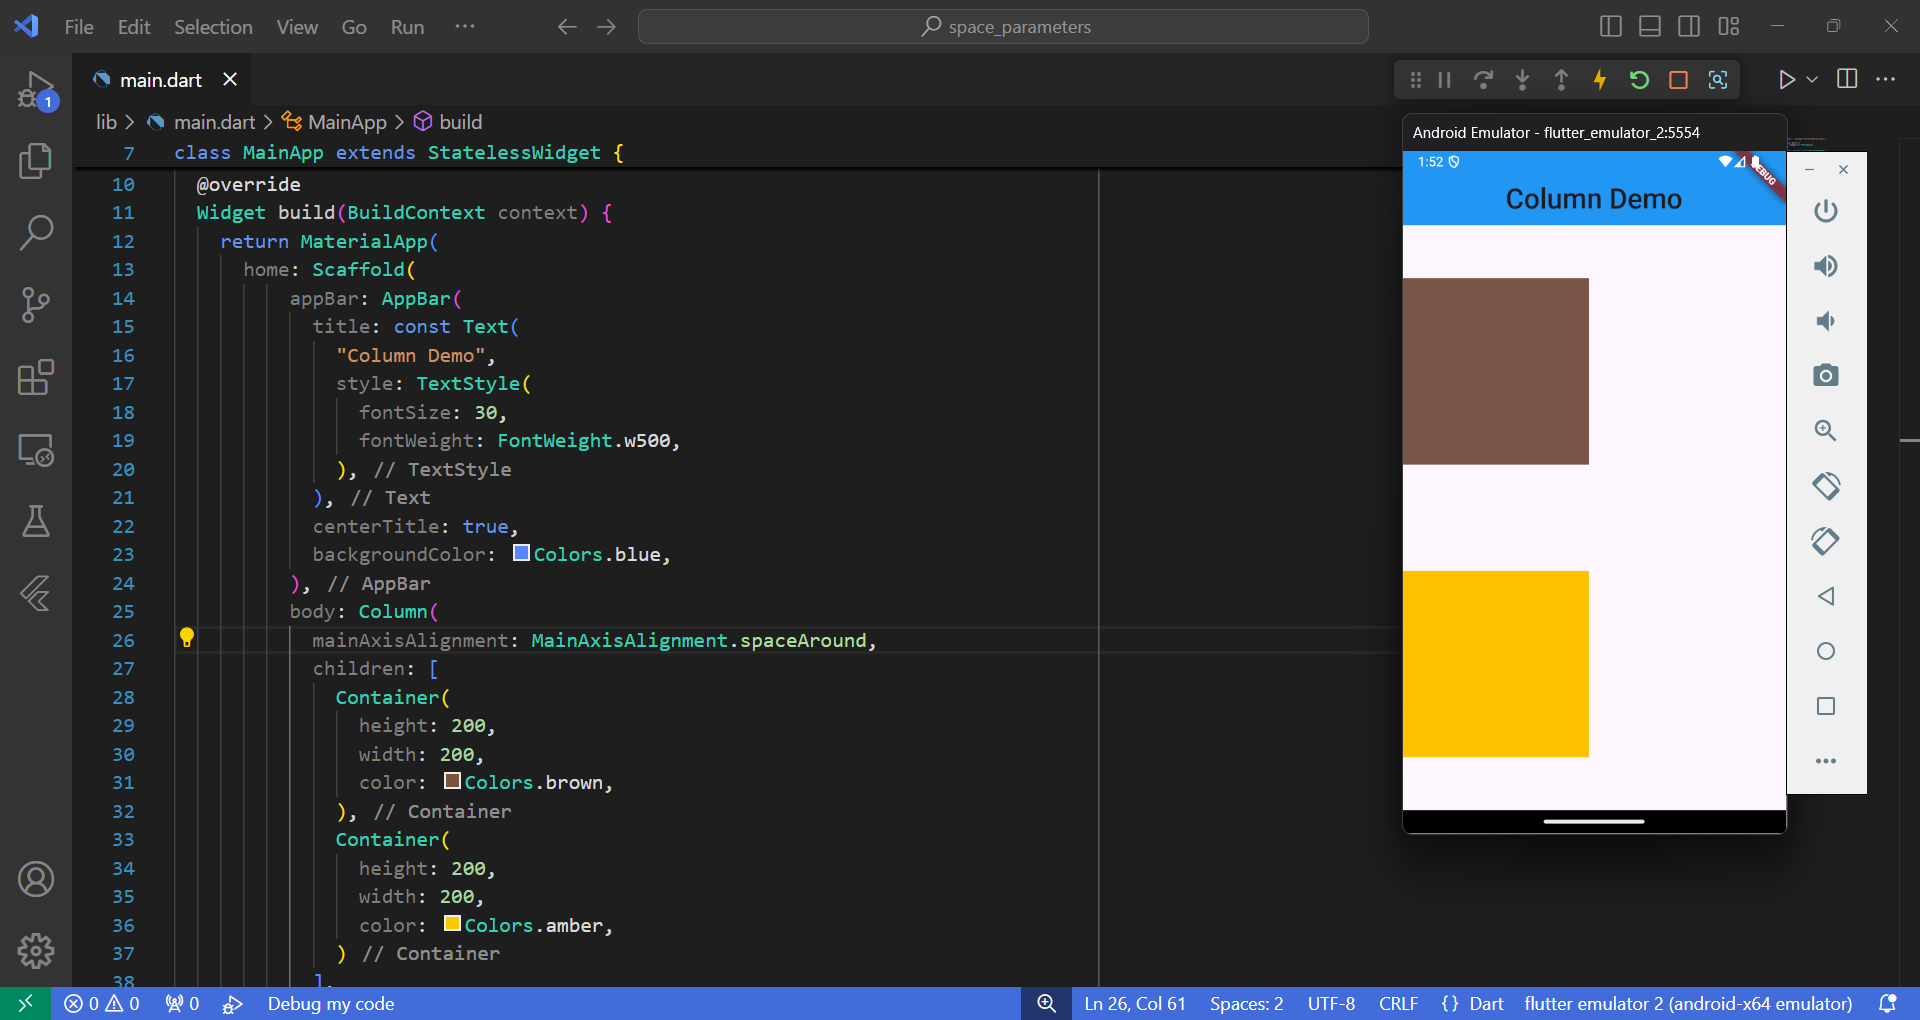 File Edit Selection View Go Run ···
space_parameters
main.dart
lib > main.dart > MainApp > build
1
7 class MainApp extends StatelessWidget {
10 @override
11 Widget build(BuildContext context) {
12 return MaterialApp(
13 home: Scaffold(
14 appBar: AppBar(
15 title: const Text(
16 "Column Demo",
17 style: TextStyle(
18 fontSize: 30,
19 fontWeight: FontWeight.w500,
20 ), // TextStyle
21 ), // Text
22 centerTitle: true,
23 backgroundColor: Colors.blue,
24 ), // AppBar
25 body: Column(
26 mainAxisAlignment: MainAxisAlignment.spaceAround,
27 children: [
28 Container(
29 height: 200,
30 width: 200,
31 color: Colors.brown,
32 ), // Container
33 Container(
34 height: 200,
35 width: 200,
36 color: Colors.amber,
37 ) // Container
38 ],
Android Emulator - flutter_emulator_2:5554
1:52
DEBUG
Column Demo
0 0 0 Debug my code
Ln 26, Col 61 Spaces: 2 UTF-8 CRLF {} Dart flutter emulator 2 (android-x64 emulator)